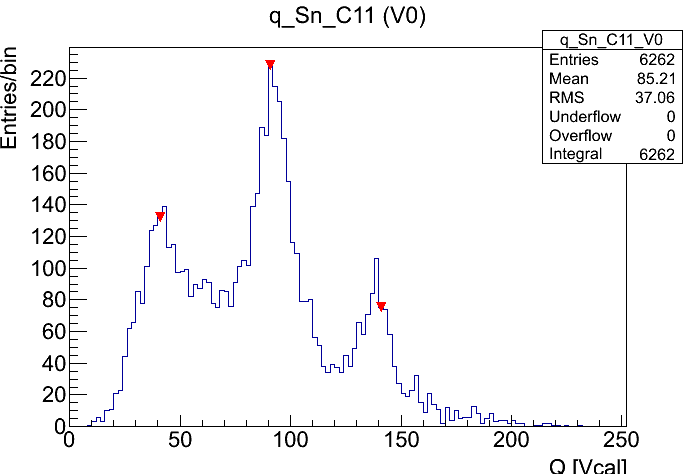 q_Sn_C11 (V0)
Entries/bin
q_Sn_C11_V0
Entries 6262
Mean 85.21
RMS 37.06
Underflow 0
Overflow 0
Integral 6262
220
200
180
160
140
120
100
80
60
40
20
0
0 50 100 150 200 250
Q [Vcal]